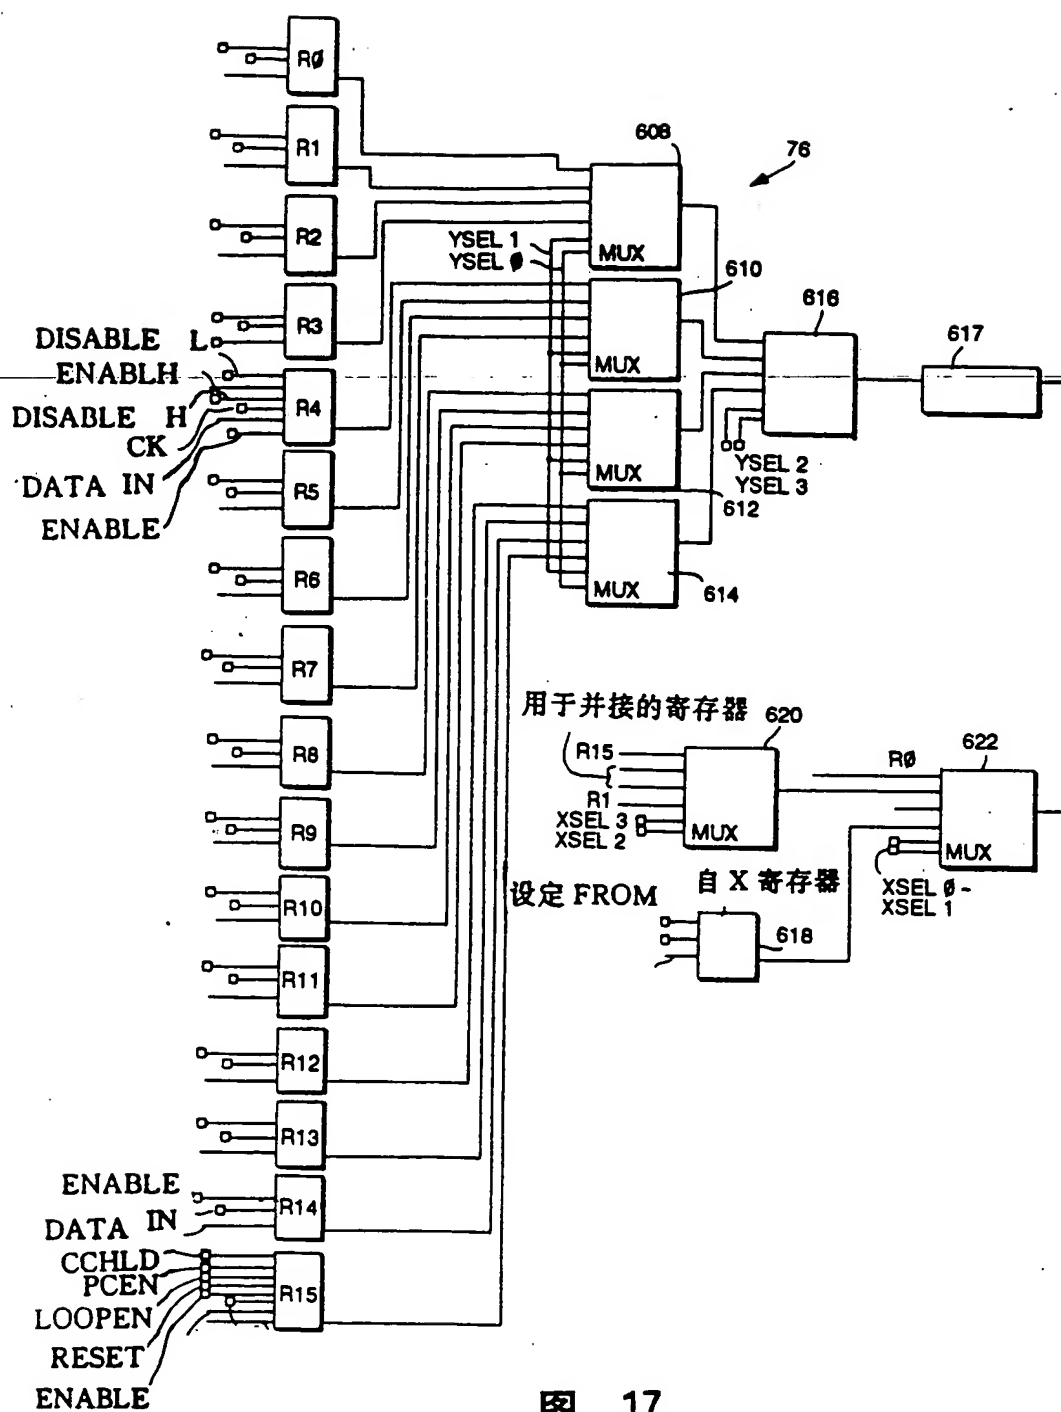 RØ
R1
R2
R3
R4
R5
R6
R7
R8
R9
R10
R11
R12
R13
R14
R15
DISABLE L
ENABLH
DISABLE H
CK
DATA IN
ENABLE
ENABLE
DATA IN
CCHLD
PCEN
LOOPEN
RESET
ENABLE
608
76
YSEL 1
YSEL Ø
MUX
610
MUX
MUX
612
MUX
614
616
617
YSEL 2
YSEL 3
用于并接的寄存器
620
R15
R1
XSEL 3
XSEL 2
MUX
RØ
622
MUX
XSEL Ø-
XSEL 1
设定 FROM
自 X 寄存器
618
图 17